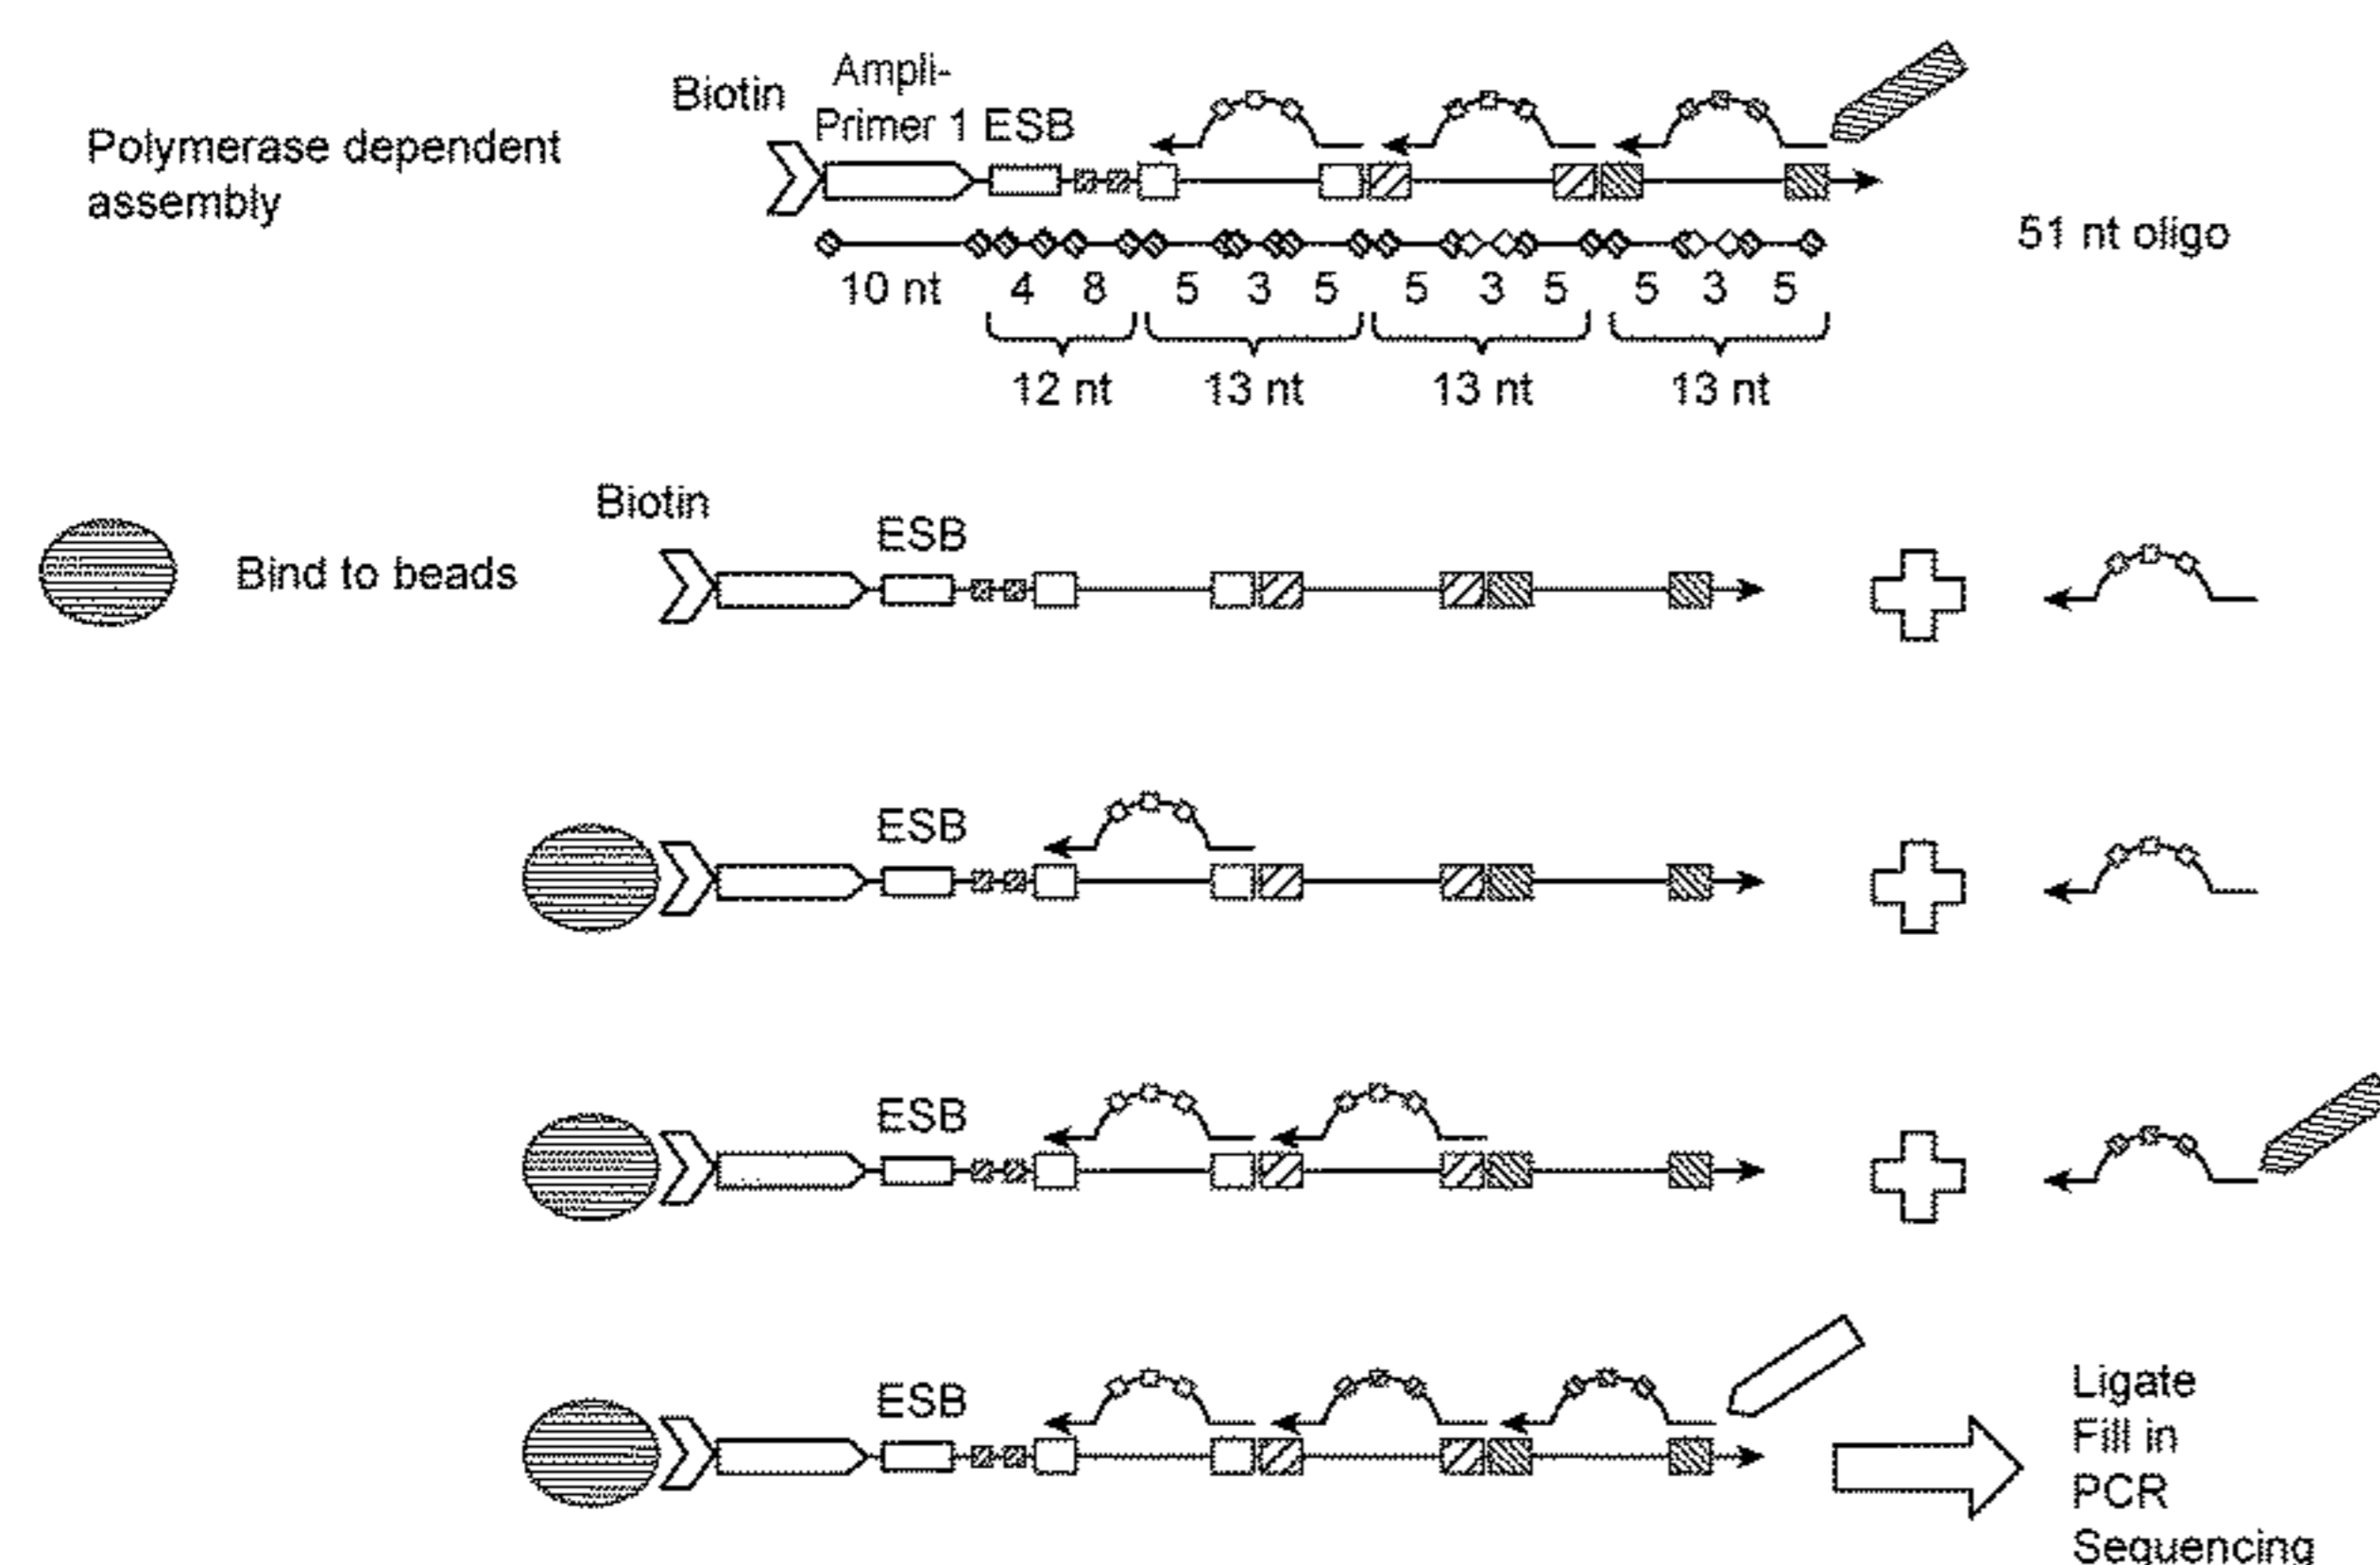 Polymerase dependent
assembly
Biotin
Ampli-
Primer 1 ESB
51 nt oligo
10 nt 4 8 5 3 5 5 3 5 5 3 5
12 nt 13 nt 13 nt 13 nt
Biotin
ESB
Bind to beads
ESB
ESB
ESB
Ligate
Fill in
PCR
Sequencing